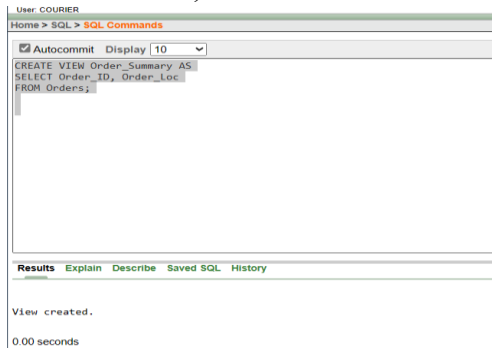 User: COURIER
Home > SQL > SQL Commands
Autocommit Display 10
CREATE VIEW Order_Summary AS
SELECT Order_ID, Order_Loc
FROM Orders;
Results Explain Describe Saved SQL History
View created.
0.00 seconds